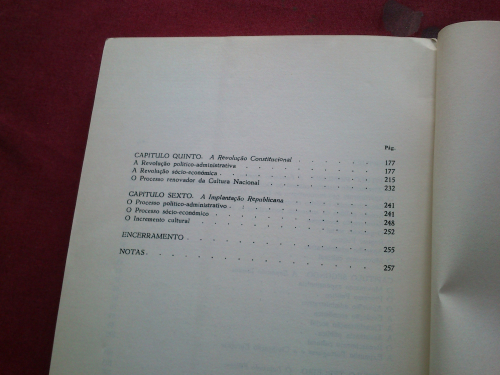 Pág.
CAPITULO QUINTO. A Revolução Constitucional . . . . . . . 177
A Revolução político-administrativa . . . . . . . . . . 177
A Revolução sócio-económica . . . . . . . . . . . 215
O Processo renovador da Cultura Nacional . . . . . . . . 232
CAPITULO SEXTO. A Implantação Republicana . . . . . . . 241
O Processo político-administrativo . . . . . . . . . . 241
O Processo sócio-económico . . . . . . . . . . . 248
O Incremento cultural . . . . . . . . . . . . 252
ENCERRAMENTO . . . . . . . . . . . . 255
NOTAS . . . . . . . . . . . . . . 257